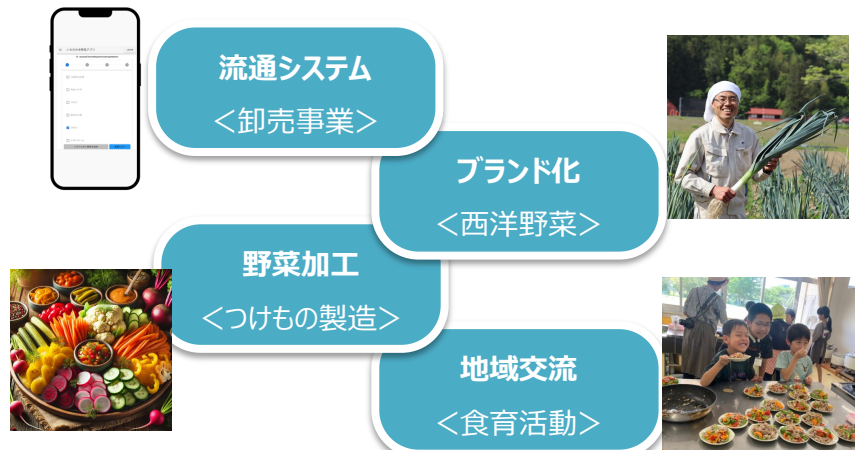 流通システム
<卸売事業>
ブランド化
<西洋野菜>
野菜加工
<つけもの製造>
地域交流
<食育活動>